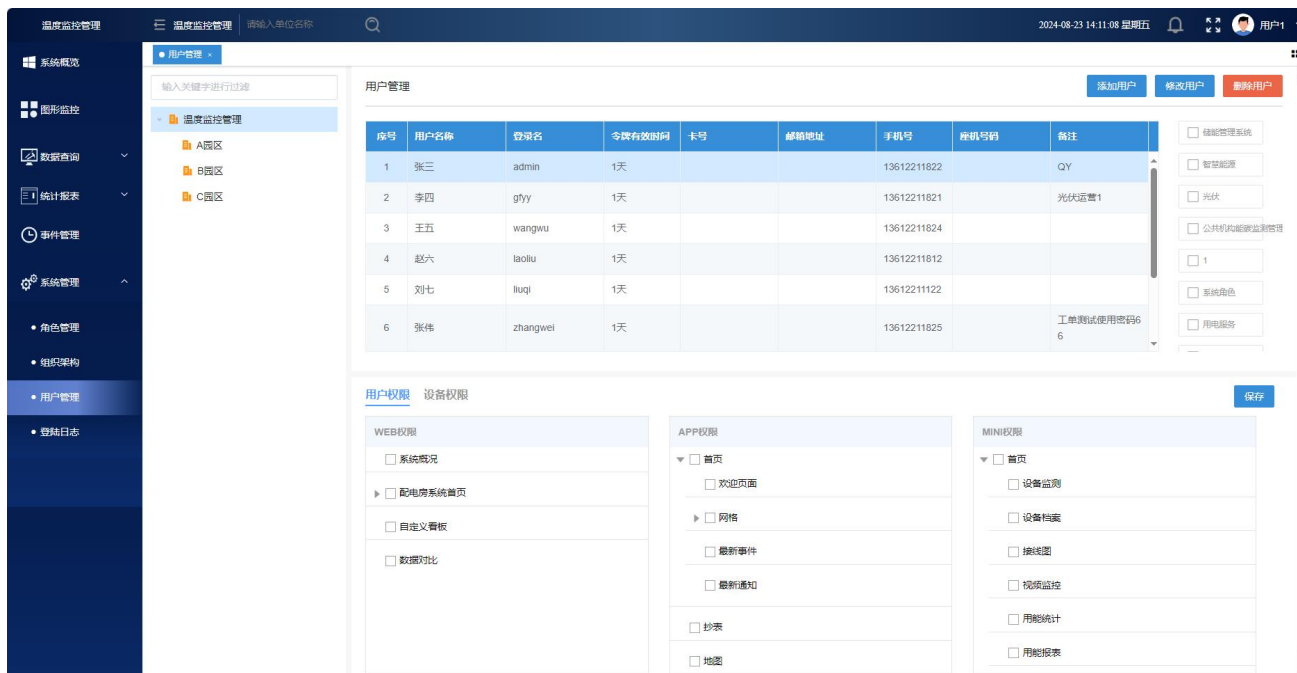 温度监控管理
温度监控管理 请输入单位名称
2024-08-23 14:11:08 星期五
用户1
系统概览
图形监控
数据查询
统计报表
事件管理
系统管理
角色管理
组织架构
用户管理
登陆日志
用户管理 ×
输入关键字进行过滤
温度监控管理
A园区
B园区
C园区
用户管理
添加用户 修改用户 删除用户
序号 用户名称 登录名 令牌有效时间 卡号 邮箱地址 手机号 座机号码 备注
1 张三 admin 1天 13612211822 QY
2 李四 gfyy 1天 13612211821 光伏运营1
3 王五 wangwu 1天 13612211824
4 赵六 laoliu 1天 13612211812
5 刘七 liuqi 1天 13612211122
6 张伟 zhangwei 1天 13612211825 工单测试使用密码6
6
储能管理系统
智慧能源
光伏
公共机构能碳监测管理
1
系统角色
用电服务
用户权限 设备权限
保存
WEB权限
系统概况
配电房系统首页
自定义看板
数据对比
APP权限
首页
欢迎页面
网格
最新事件
最新通知
抄表
地图
MINI权限
首页
设备监测
设备档案
接线图
视频监控
用能统计
用能报表